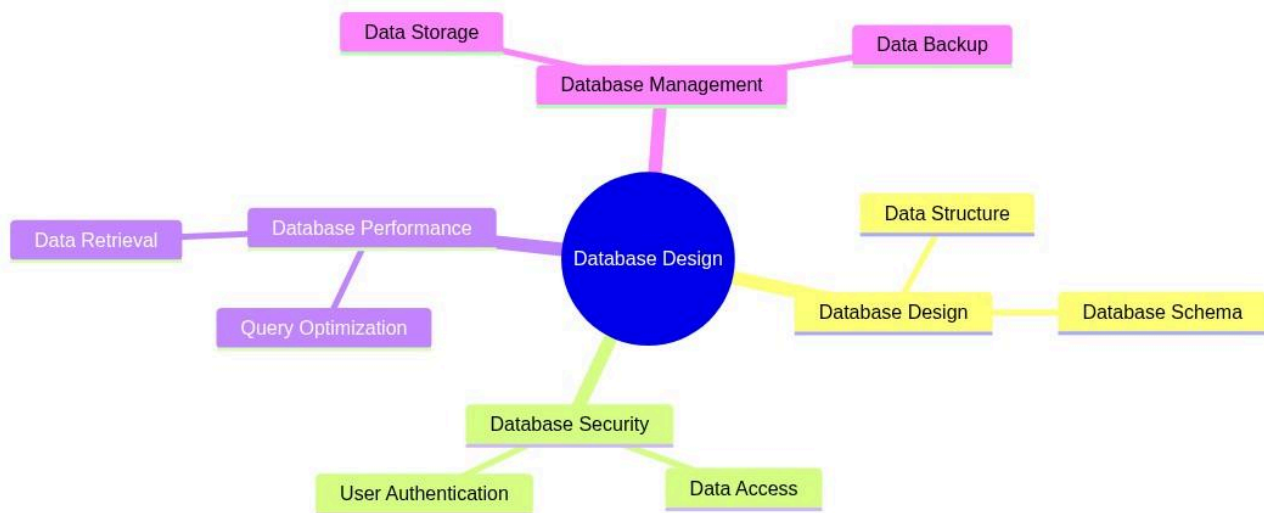 Data Storage
Data Backup
Database Management
Data Structure
Database Performance
Data Retrieval
Database Design
Database Design
Database Schema
Query Optimization
Database Security
User Authentication
Data Access